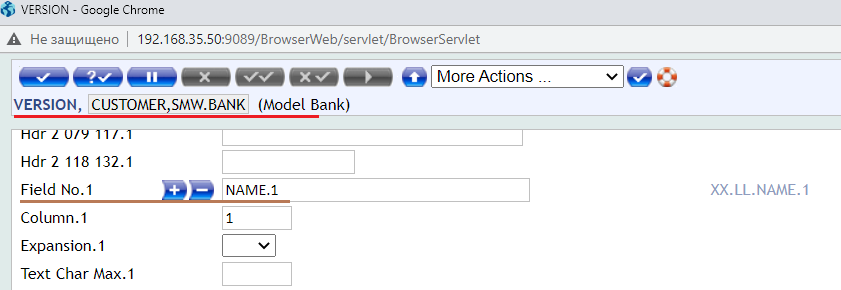 VERSION - Google Chrome
Не защищено 192.168.35.50:9089/BrowserWeb/servlet/BrowserServlet
More Actions ...
VERSION, CUSTOMER,SMW.BANK (Model Bank)
Hdr 2 079 117.1
Hdr 2 118 132.1
Field No.1 NAME.1 XX.LL.NAME.1
Column.1 1
Expansion.1
Text Char Max.1